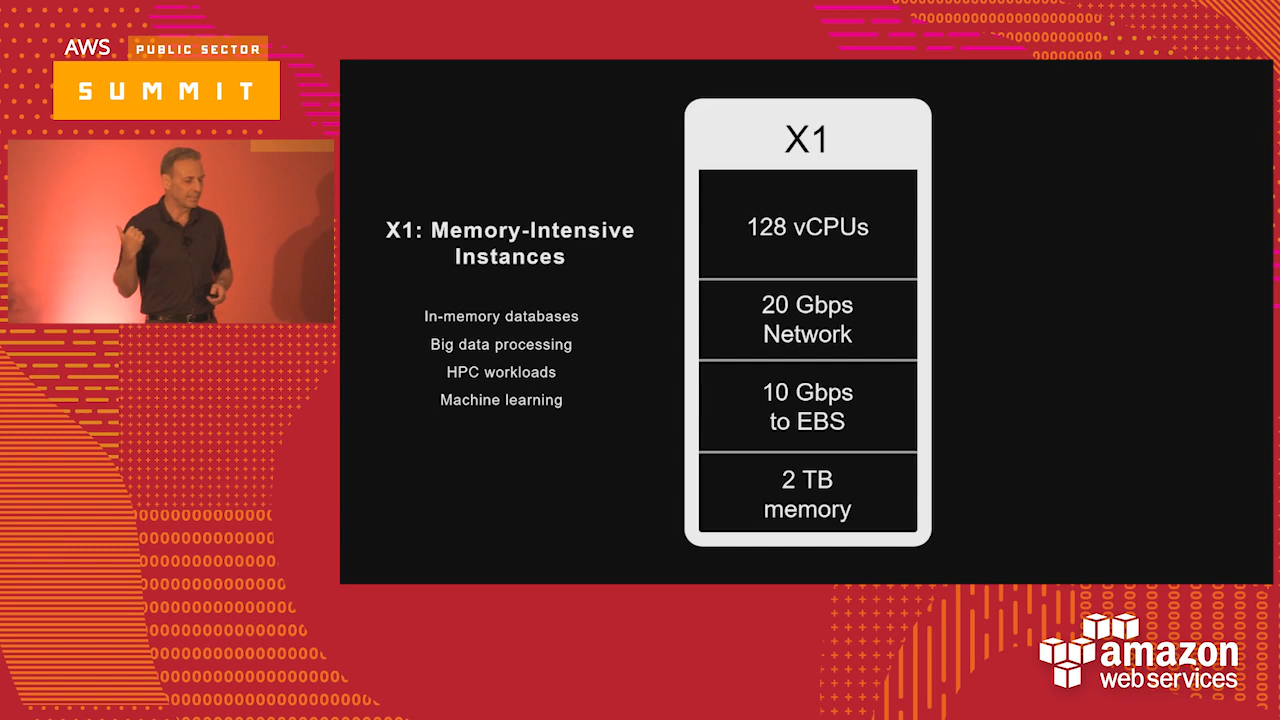 AWS PUBLIC SECTOR
SUMMIT
X1: Memory-Intensive
Instances
In-memory databases
Big data processing
HPC workloads
Machine learning
X1
128 vCPUs
20 Gbps
Network
10 Gbps
to EBS
2 TB
memory
amazon
web services